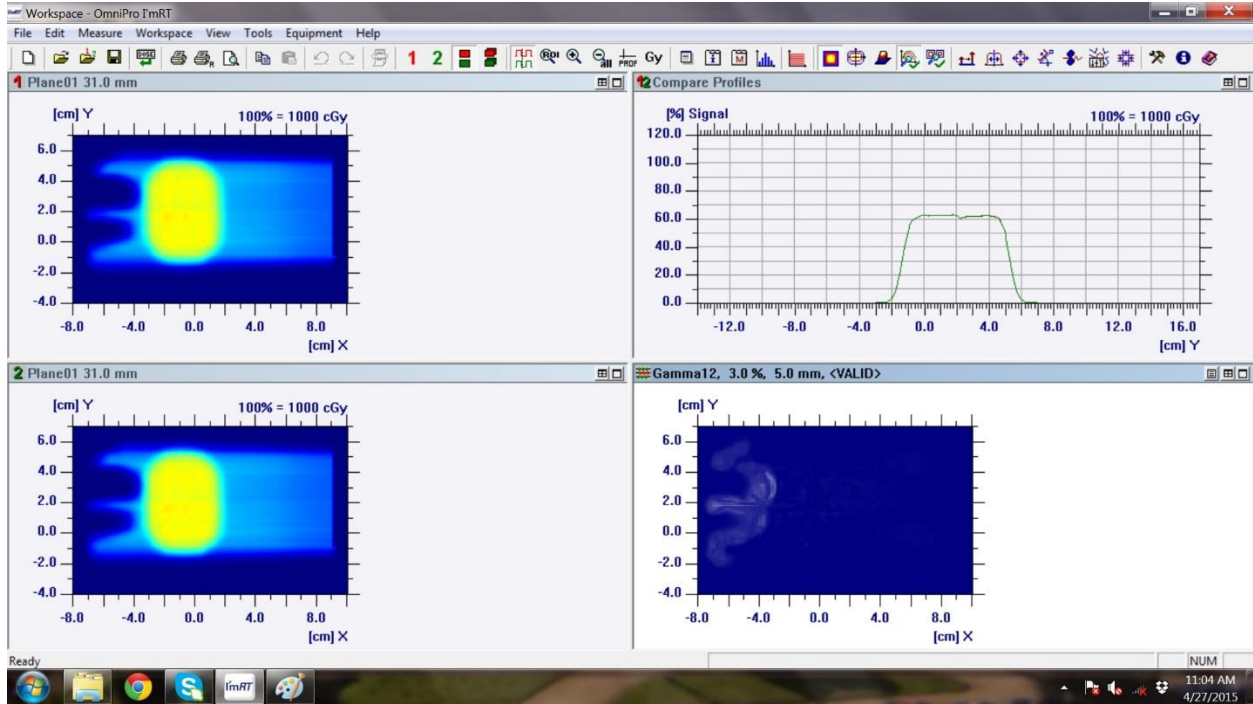 Workspace - OmniPro I'mRT
File Edit Measure Workspace View Tools Equipment Help
1 2 ROI all PROF Gy M
1 Plane01 31.0 mm
[cm] Y 100% = 1000 cGy
6.0
4.0
2.0
0.0
-2.0
-4.0
-8.0 -4.0 0.0 4.0 8.0
[cm] X
12 Compare Profiles
[%] Signal 100% = 1000 cGy
120.0
100.0
80.0
60.0
40.0
20.0
0.0
-12.0 -8.0 -4.0 0.0 4.0 8.0 12.0 16.0
[cm] Y
2 Plane01 31.0 mm
[cm] Y 100% = 1000 cGy
6.0
4.0
2.0
0.0
-2.0
-4.0
-8.0 -4.0 0.0 4.0 8.0
[cm] X
Gamma12, 3.0 %, 5.0 mm, <VALID>
[cm] Y
6.0
4.0
2.0
0.0
-2.0
-4.0
-8.0 -4.0 0.0 4.0 8.0
[cm] X
Ready NUM
I'mRT 11:04 AM
4/27/2015